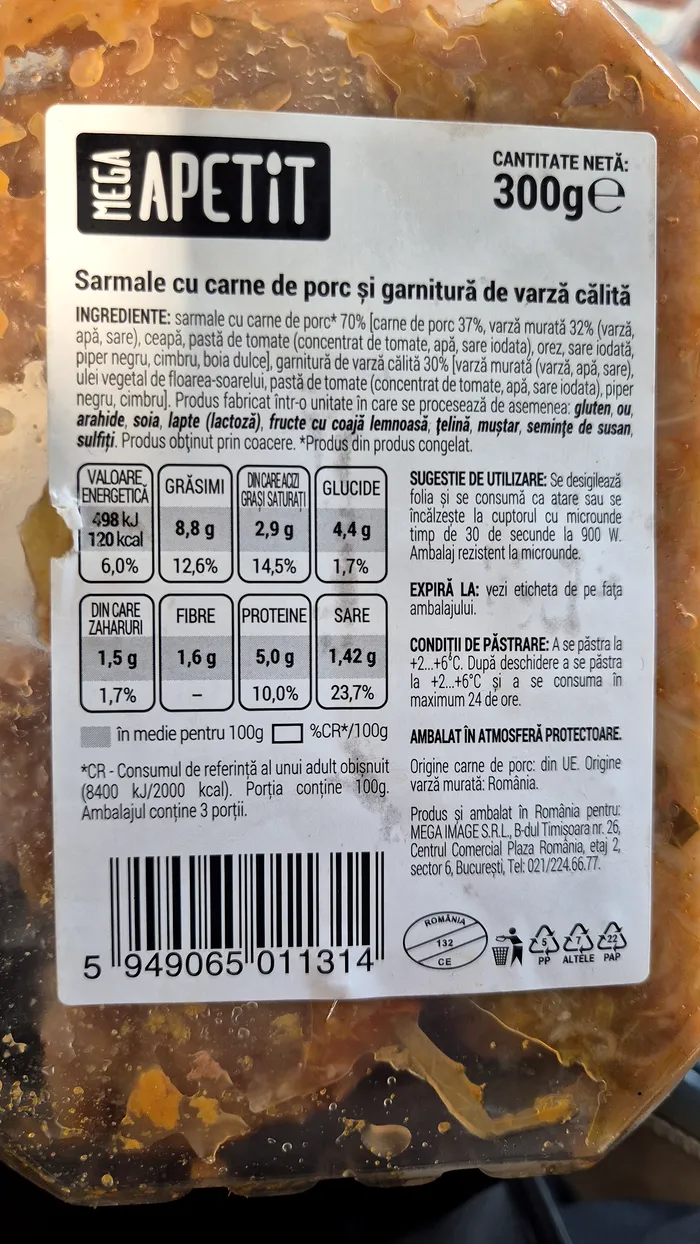 MEGA APETiT
CANTITATE NETĂ:
300g℮
Sarmale cu carne de porc și garnitură de varză călită
INGREDIENTE: sarmale cu carne de porc* 70% [carne de porc 37%, varză murată 32% (varză,
apă, sare), ceapă, pastă de tomate (concentrat de tomate, apă, sare iodata), orez, sare iodată,
piper negru, cimbru, boia dulce], garnitură de varză călită 30% [varză murată (varză, apă, sare),
ulei vegetal de floarea-soarelui, pastă de tomate (concentrat de tomate, apă, sare iodata), piper
negru, cimbru]. Produs fabricat într-o unitate în care se procesează de asemenea: gluten, ou,
arahide, soia, lapte (lactoză), fructe cu coajă lemnoasă, țelină, muștar, semințe de susan,
sulfiți. Produs obținut prin coacere. *Produs din produs congelat.
VALOARE ENERGETICĂ
498 kJ
120 kcal
6,0%
GRĂSIMI
8,8 g
12,6%
DIN CARE ACIZI GRAȘI SATURAȚI
2,9 g
14,5%
GLUCIDE
4,4 g
1,7%
DIN CARE ZAHARURI
1,5 g
1,7%
FIBRE
1,6 g
–
PROTEINE
5,0 g
10,0%
SARE
1,42 g
23,7%
în medie pentru 100g %CR*/100g
*CR - Consumul de referință al unui adult obișnuit
(8400 kJ/2000 kcal). Porția conține 100g.
Ambalajul conține 3 porții.
SUGESTIE DE UTILIZARE: Se desigilează
folia și se consumă ca atare sau se
încălzește la cuptorul cu microunde
timp de 30 de secunde la 900 W.
Ambalaj rezistent la microunde.
EXPIRĂ LA: vezi eticheta de pe fața
ambalajului.
CONDIȚII DE PĂSTRARE: A se păstra la
+2...+6°C. După deschidere a se păstra
la +2...+6°C și a se consuma în
maximum 24 de ore.
AMBALAT ÎN ATMOSFERĂ PROTECTOARE.
Origine carne de porc: din UE. Origine
varză murată: România.
Produs și ambalat în România pentru:
MEGA IMAGE S.R.L., B-dul Timișoara nr. 26,
Centrul Comercial Plaza România, etaj 2,
sector 6, București, Tel: 021/224.66.77.
5 949065 011314
ROMÂNIA
132
CE
5
PP
7
ALTELE
22
PAP